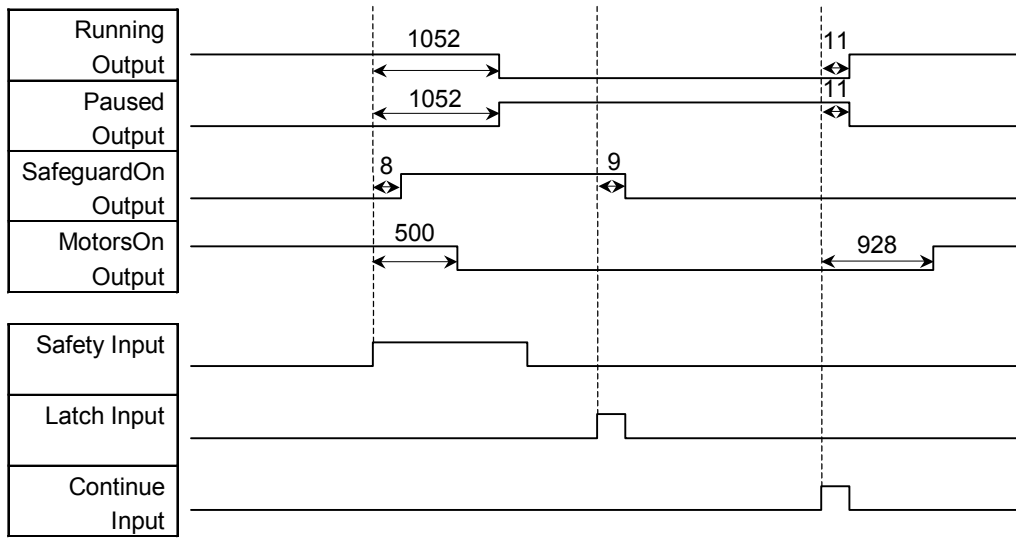 Running
Output
1052
11
Paused
Output
1052
11
SafeguardOn
Output
8
9
MotorsOn
Output
500
928
Safety Input
Latch Input
Continue
Input